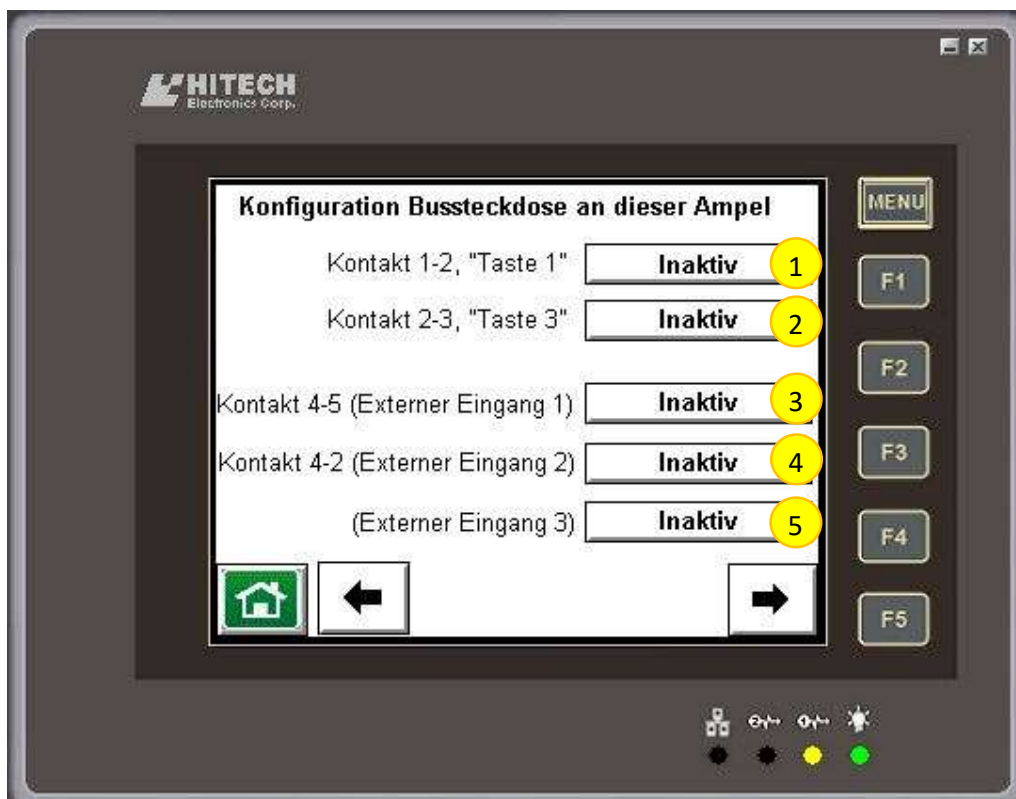 HITECH
Electronics Corp.
Konfiguration Bussteckdose an dieser Ampel
MENU
Kontakt 1-2, "Taste 1" Inaktiv 1
F1
Kontakt 2-3, "Taste 3" Inaktiv 2
F2
Kontakt 4-5 (Externer Eingang 1) Inaktiv 3
Kontakt 4-2 (Externer Eingang 2) Inaktiv 4
F3
(Externer Eingang 3) Inaktiv 5
F4
F5